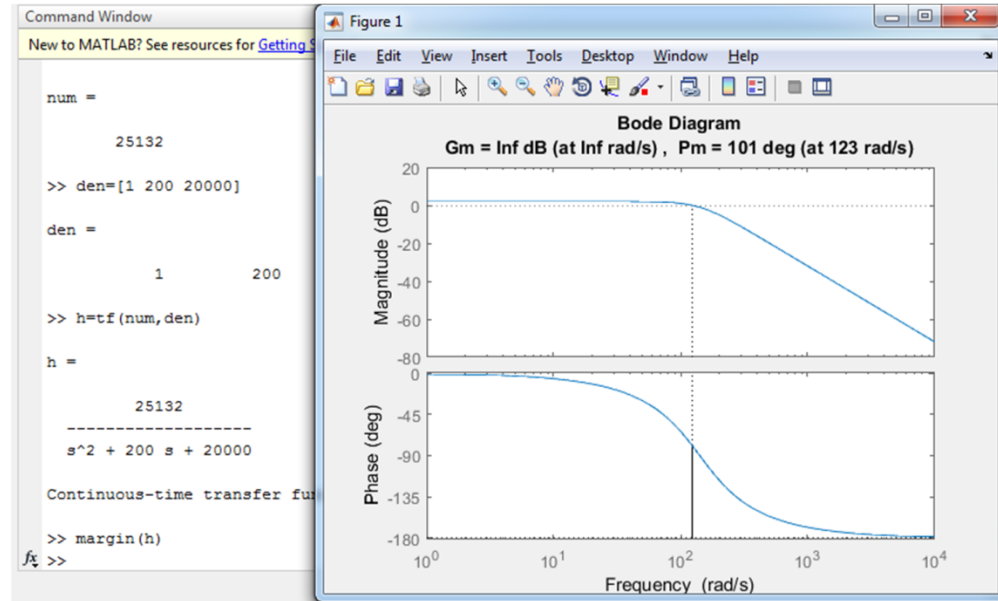 Command Window
New to MATLAB? See resources for Getting S
num =
25132
>> den=[1 200 20000]
den =
1 200
>> h=tf(num,den)
h =
25132
-------------------
s^2 + 200 s + 20000
Continuous-time transfer fu
>> margin(h)
fx >>
Figure 1
File Edit View Insert Tools Desktop Window Help
Bode Diagram
Gm = Inf dB (at Inf rad/s) , Pm = 101 deg (at 123 rad/s)
Magnitude (dB)
20
0
-20
-40
-60
-80
Phase (deg)
0
-45
-90
-135
-180
10^0 10^1 10^2 10^3 10^4
Frequency (rad/s)